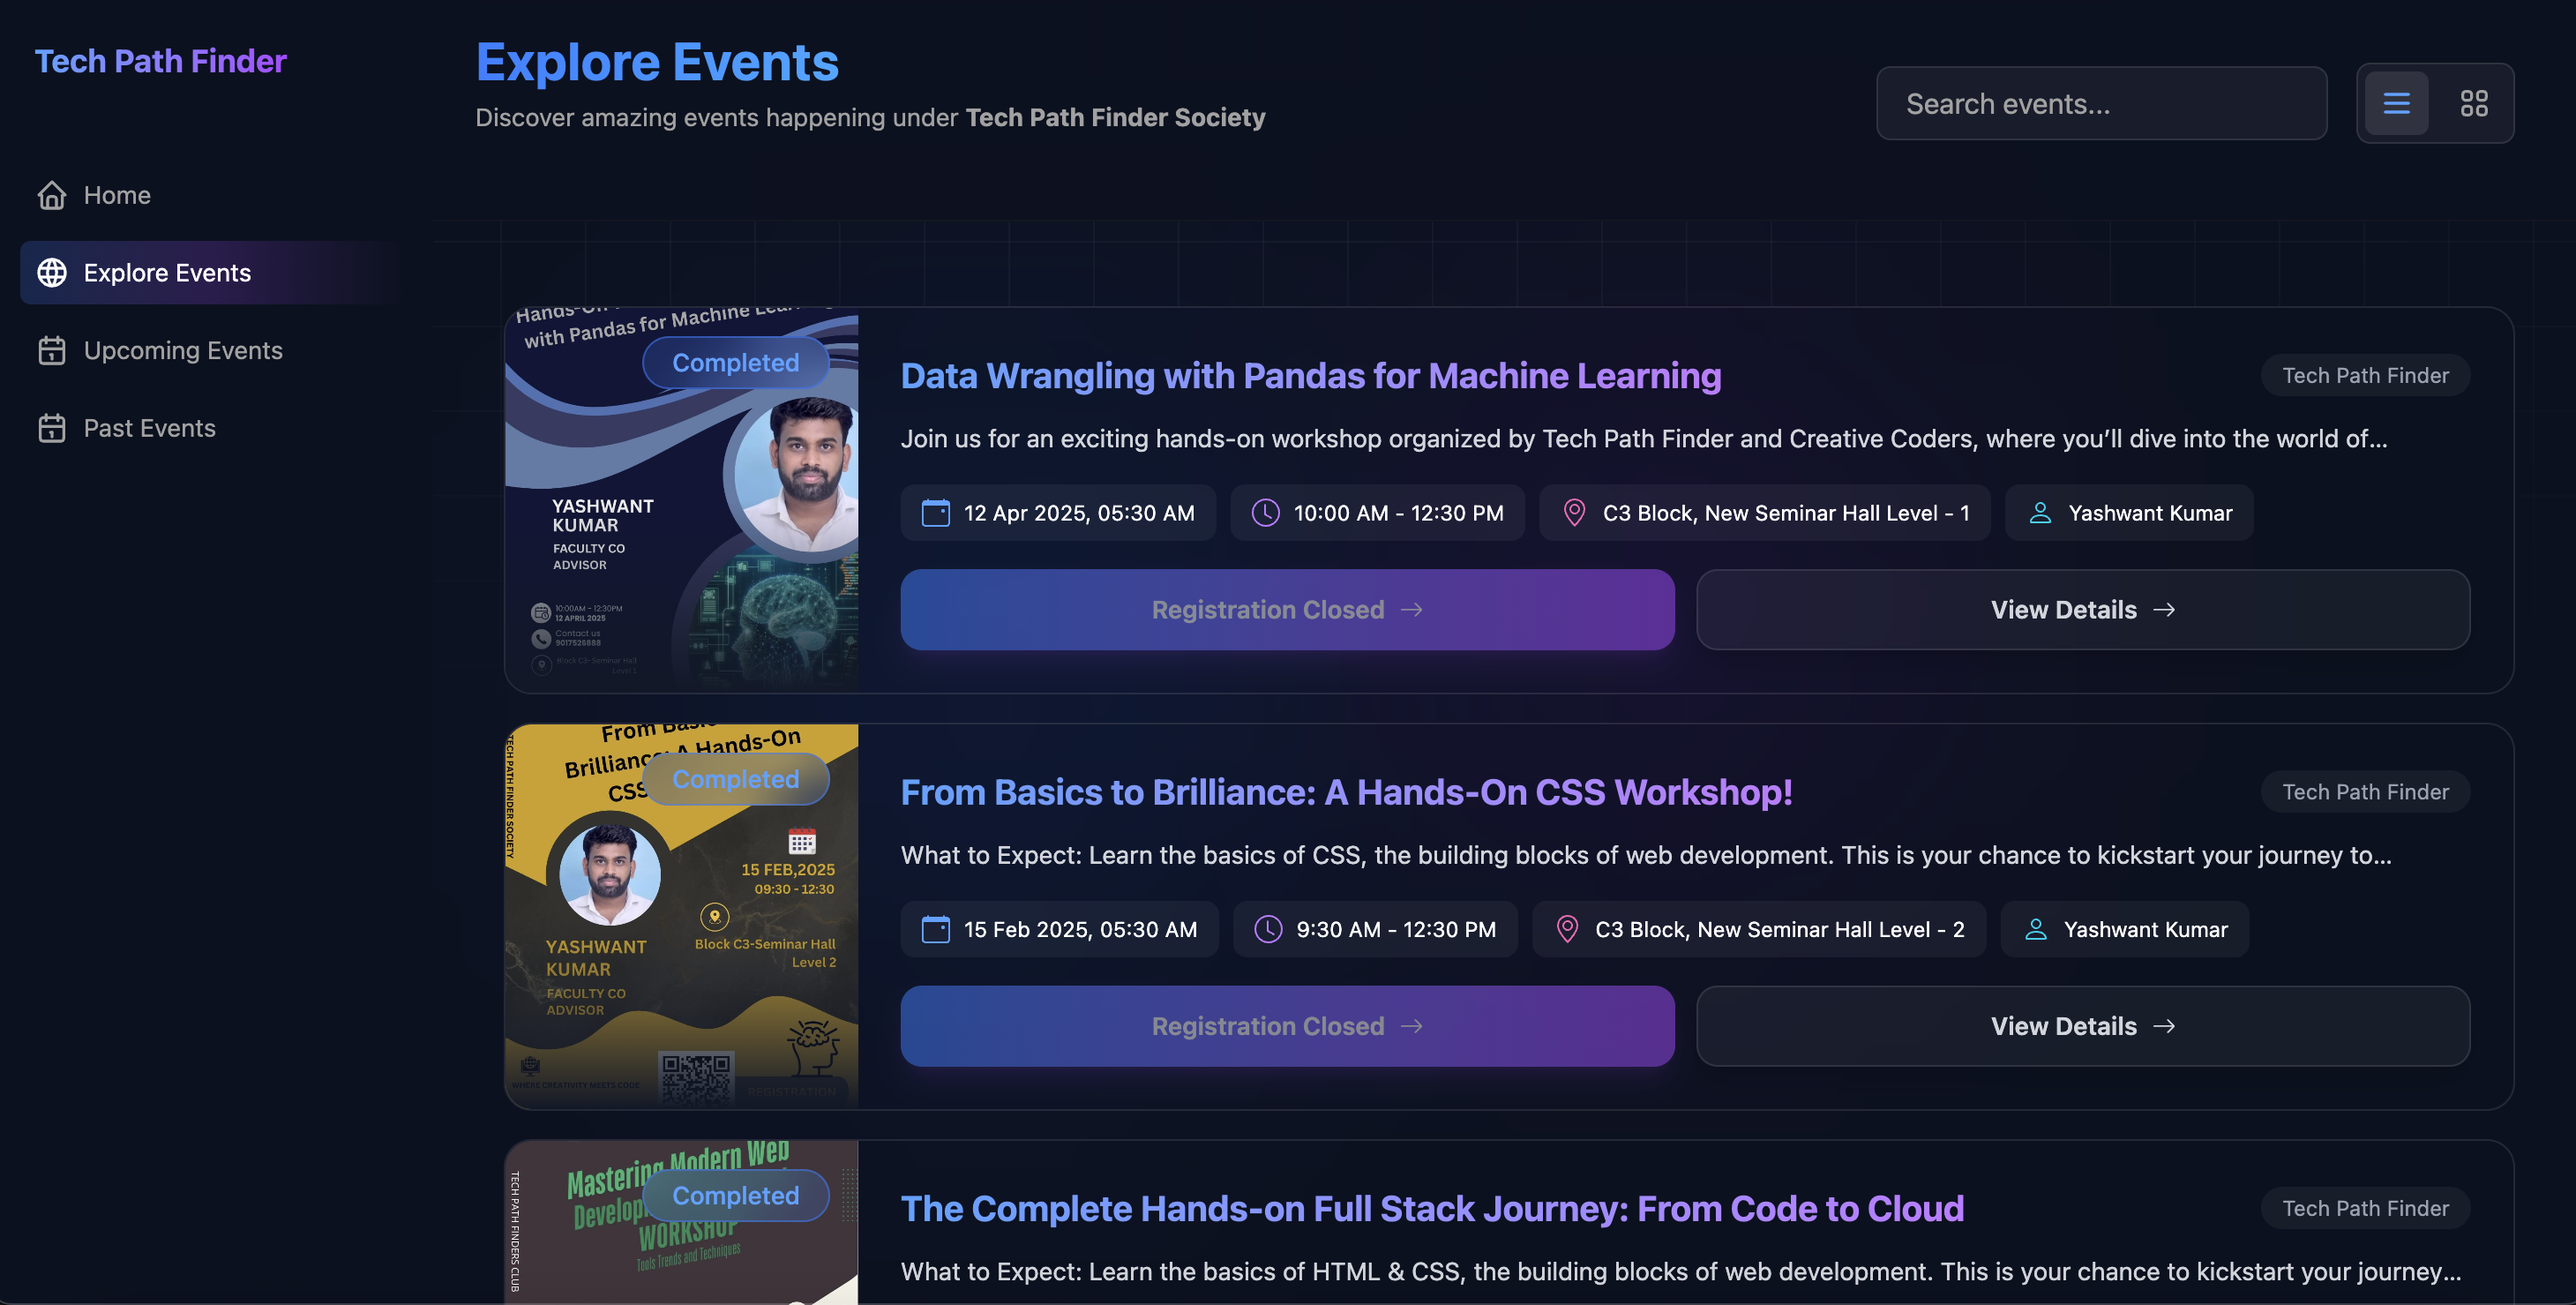 Tech Path Finder
Explore Events
Discover amazing events happening under Tech Path Finder Society
Search events...
Home
Explore Events
Upcoming Events
Past Events
with Pandas for Machine
Completed
YASHWANT
KUMAR
FACULTY CO
ADVISOR
10:00AM - 12:30PM
12 APRIL 2025
Contact us
9017526888
Block C3- Seminar Hall
Level 1
Data Wrangling with Pandas for Machine Learning
Tech Path Finder
Join us for an exciting hands-on workshop organized by Tech Path Finder and Creative Coders, where you’ll dive into the world of...
12 Apr 2025, 05:30 AM
10:00 AM - 12:30 PM
C3 Block, New Seminar Hall Level - 1
Yashwant Kumar
Registration Closed →
View Details →
TECH PATH FINDER SOCIETY
From
A Hands-On
CSS
Completed
15 FEB,2025
09:30 - 12:30
Block C3-Seminar Hall
Level 2
YASHWANT
KUMAR
FACULTY CO
ADVISOR
WHERE CREATIVITY MEETS CODE
REGISTRATION
From Basics to Brilliance: A Hands-On CSS Workshop!
Tech Path Finder
What to Expect: Learn the basics of CSS, the building blocks of web development. This is your chance to kickstart your journey to...
15 Feb 2025, 05:30 AM
9:30 AM - 12:30 PM
C3 Block, New Seminar Hall Level - 2
Yashwant Kumar
Registration Closed →
View Details →
TECH PATH FINDERS CLUB
Mastering Modern Web
WORKSHOP
Tools Trends and Techniques
Completed
The Complete Hands-on Full Stack Journey: From Code to Cloud
Tech Path Finder
What to Expect: Learn the basics of HTML & CSS, the building blocks of web development. This is your chance to kickstart your journey...